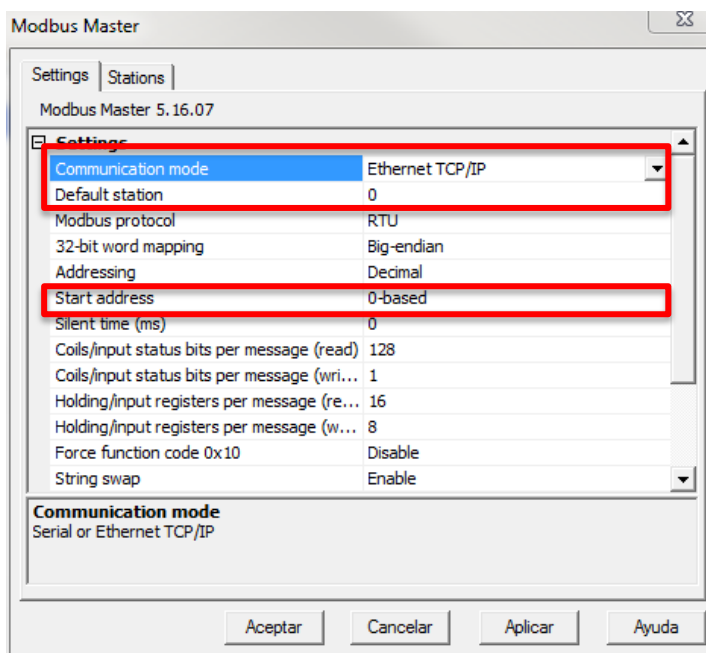 Modbus Master
Settings Stations
Modbus Master 5.16.07
Settings
Communication mode Ethernet TCP/IP
Default station 0
Modbus protocol RTU
32-bit word mapping Big-endian
Addressing Decimal
Start address 0-based
Silent time (ms) 0
Coils/input status bits per message (read) 128
Coils/input status bits per message (wri... 1
Holding/input registers per message (re... 16
Holding/input registers per message (w... 8
Force function code 0x10 Disable
String swap Enable
Communication mode
Serial or Ethernet TCP/IP
Aceptar Cancelar Aplicar Ayuda